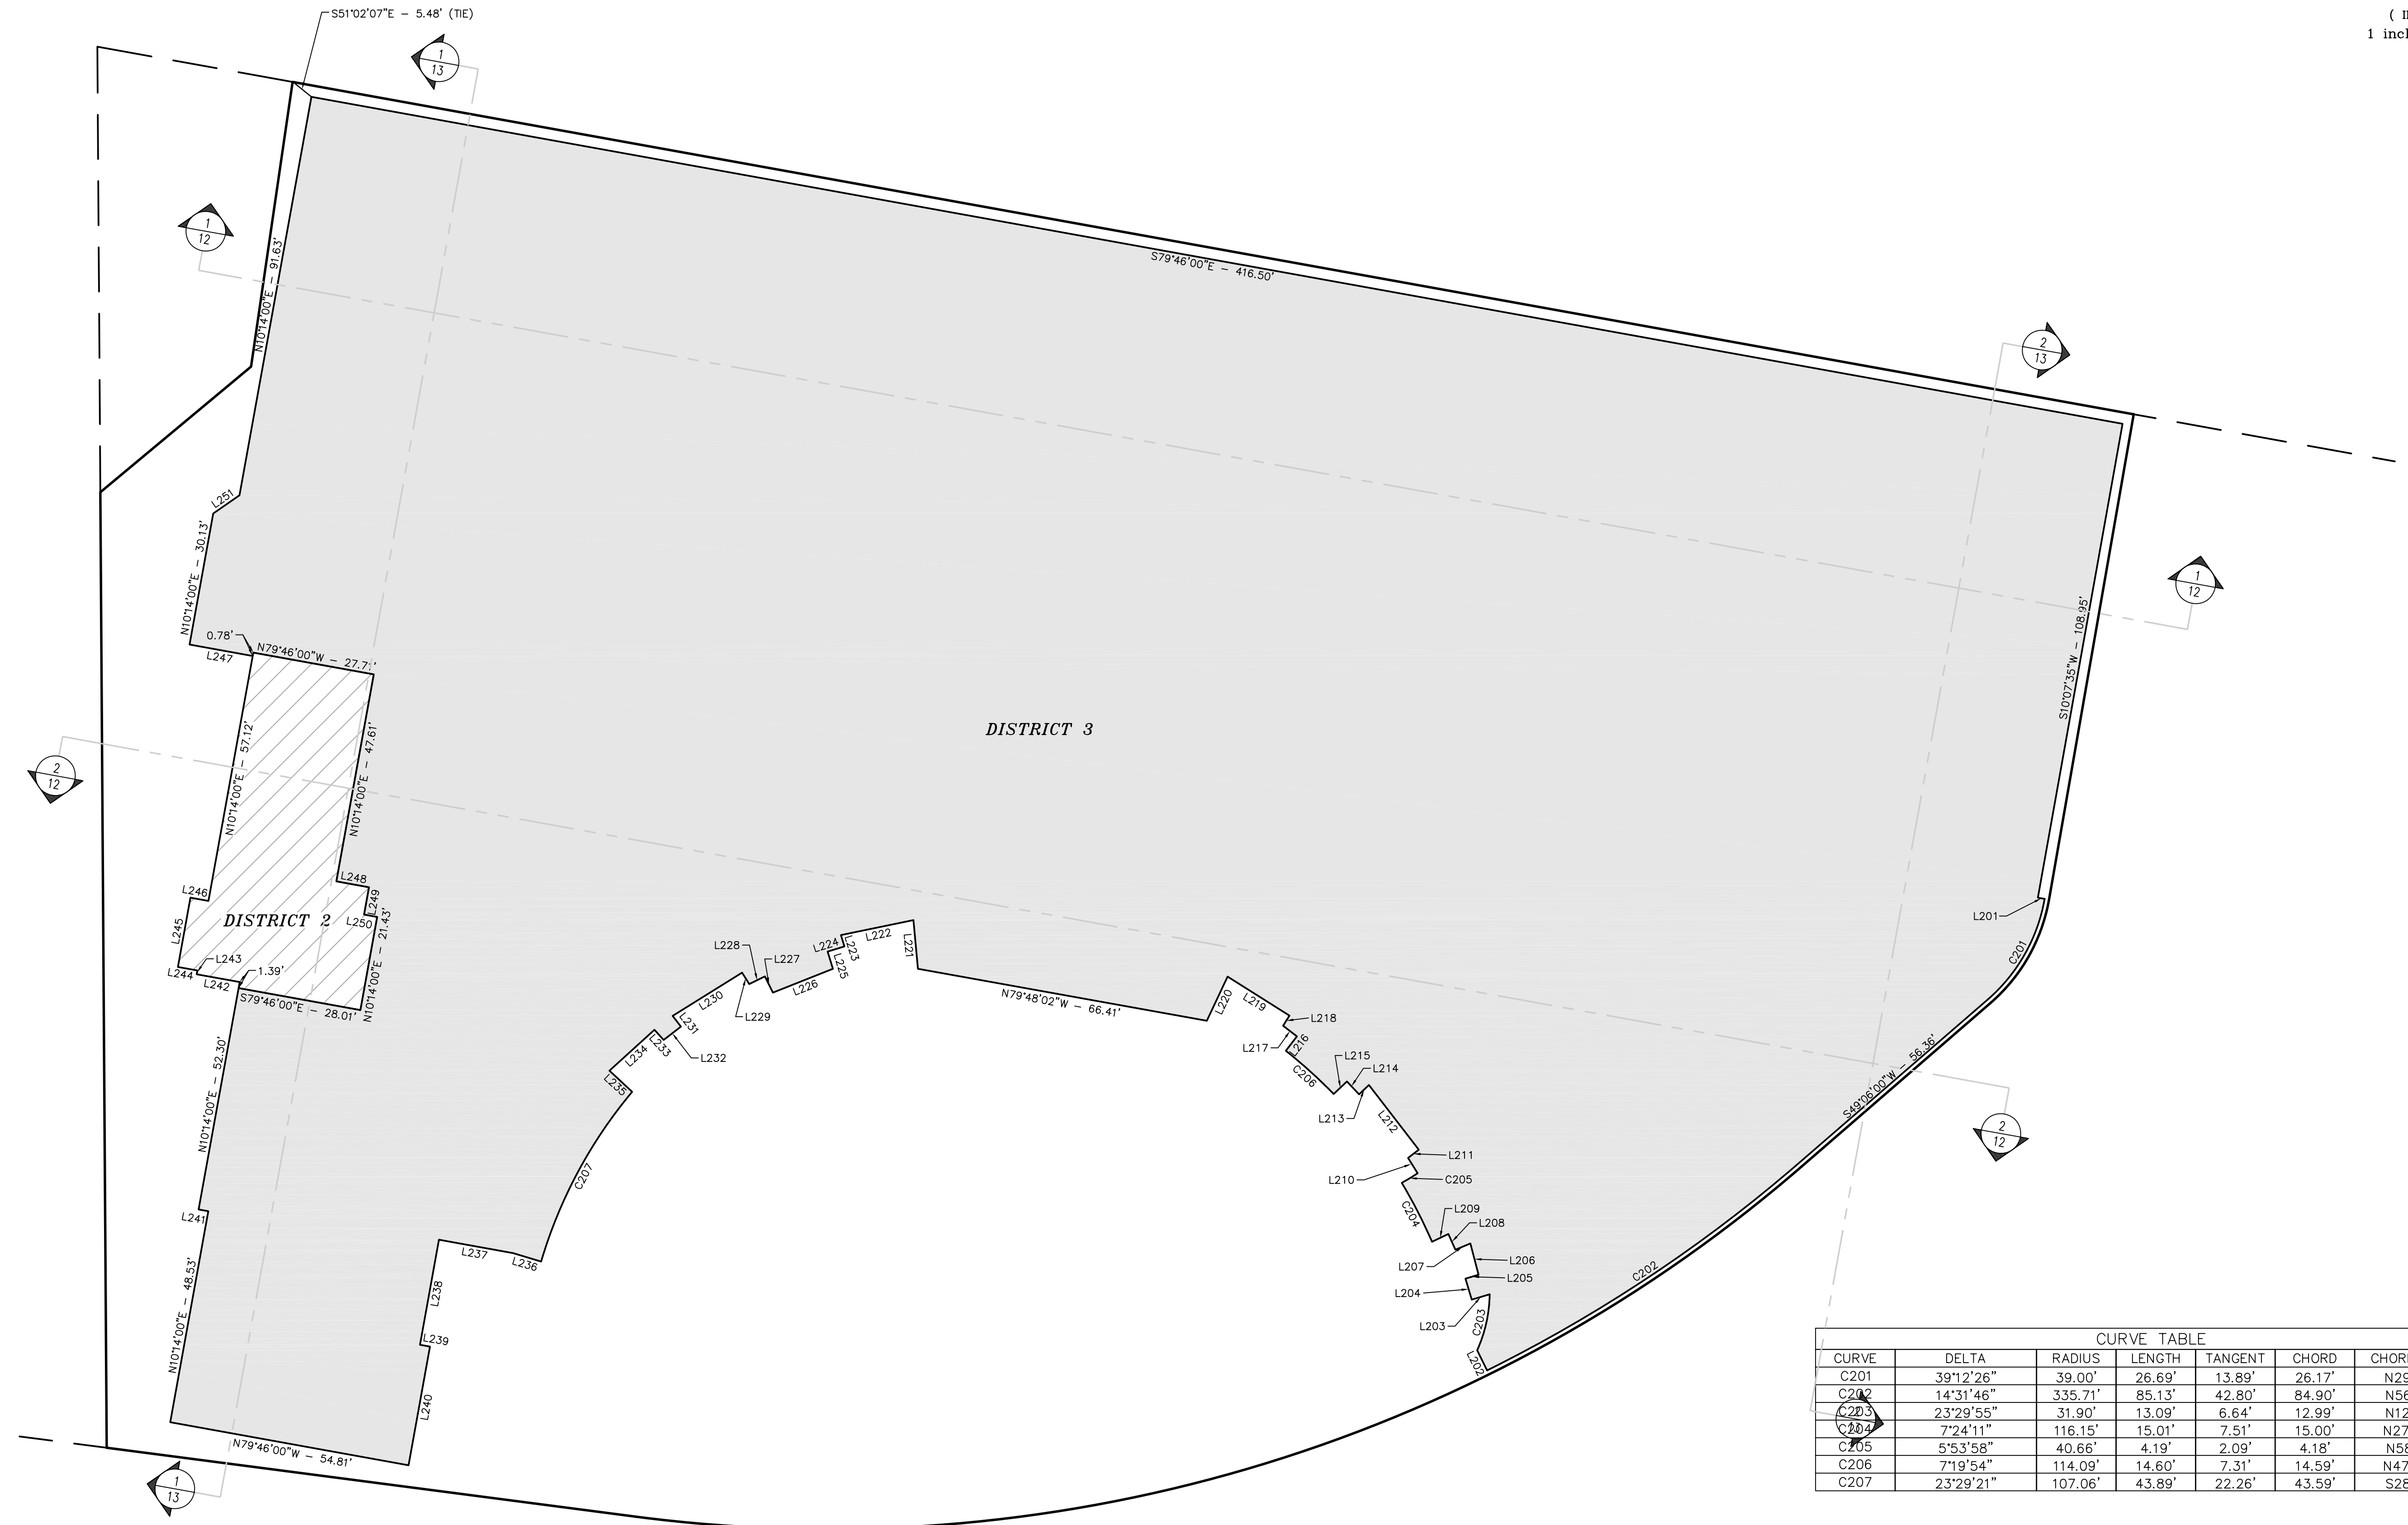 S51°02'07"E - 5.48' (TIE)
1 inc
1
13
1
12
S79°46'00"E - 416.50'
N10°14'00"E - 91.63'
2
13
L251
N10°14'00"E - 30.13'
1
12
0.78'
L247
N79°46'00"W - 27.71'
S10°07'35"W - 108.95'
DISTRICT 3
N10°14'00"E - 57.12'
N10°14'00"E - 47.61'
2
12
L248
L246
L249
L250
DISTRICT 2
L245
L201
L243
L244
L242
1.39'
N10°14'00"E - 21.43'
S79°46'00"E - 28.01'
L228
L227
L224
L222
L223
L221
L225
L226
L230
L229
C201
N79°48'02"W - 66.41'
L220
L219
L218
L217
L216
L231
L232
L233
L234
L235
C206
L215
L214
L213
L212
S49°06'00"W - 56.36'
2
12
N10°14'00"E - 52.30'
L211
L210
C205
C207
C204
L209
L208
L241
L237
L236
L207
L206
L205
L204
C202
L203
C203
L202
N10°14'00"E - 48.53'
L238
L239
L240
N79°46'00"W - 54.81'
1
13
2
13
CURVE TABLE
CURVE DELTA RADIUS LENGTH TANGENT CHORD
C201 39°12'26" 39.00' 26.69' 13.89' 26.17' N29
C202 14°31'46" 335.71' 85.13' 42.80' 84.90' N56
C203 23°29'55" 31.90' 13.09' 6.64' 12.99' N12
C204 7°24'11" 116.15' 15.01' 7.51' 15.00' N27
C205 5°53'58" 40.66' 4.19' 2.09' 4.18' N58
C206 7°19'54" 114.09' 14.60' 7.31' 14.59' N47
C207 23°29'21" 107.06' 43.89' 22.26' 43.59' S28